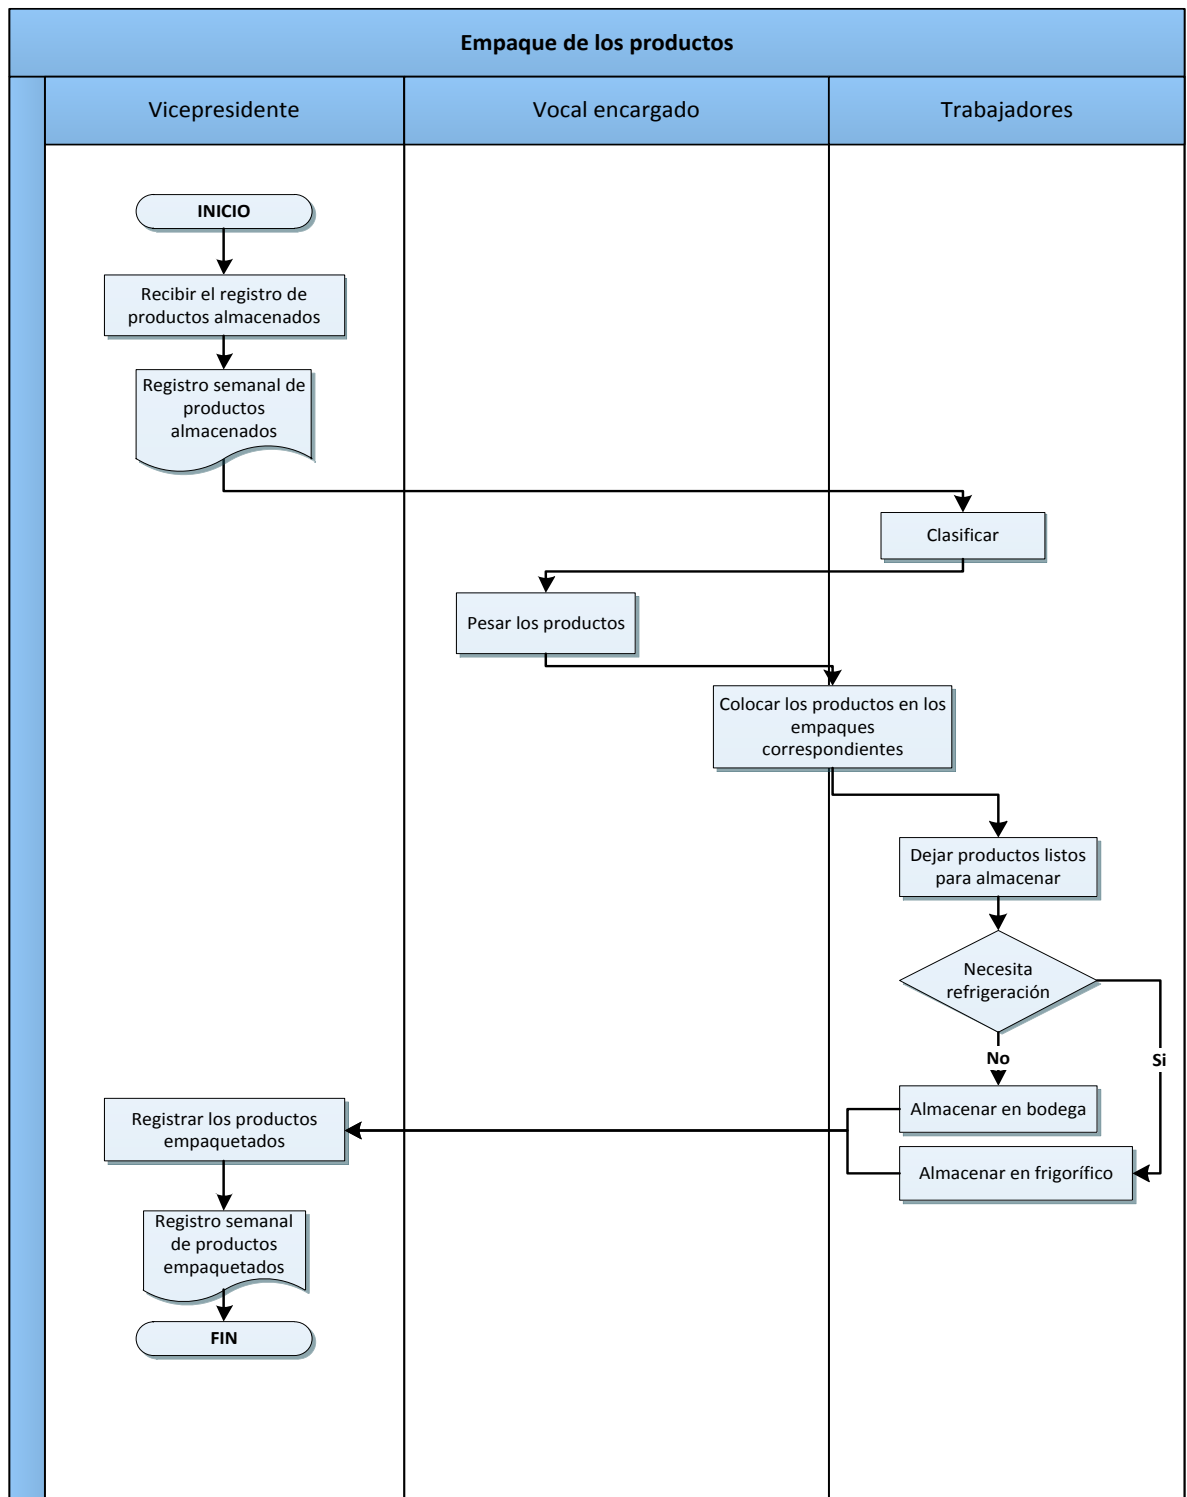 Empaque de los productos
Vicepresidente
Vocal encargado
Trabajadores
INICIO
Recibir el registro de
productos almacenados
Registro semanal de
productos
almacenados
Clasificar
Pesar los productos
Colocar los productos en los
empaques
correspondientes
Dejar productos listos
para almacenar
Necesita
refrigeración
No
Si
Almacenar en bodega
Almacenar en frigorífico
Registrar los productos
empaquetados
Registro semanal
de productos
empaquetados
FIN